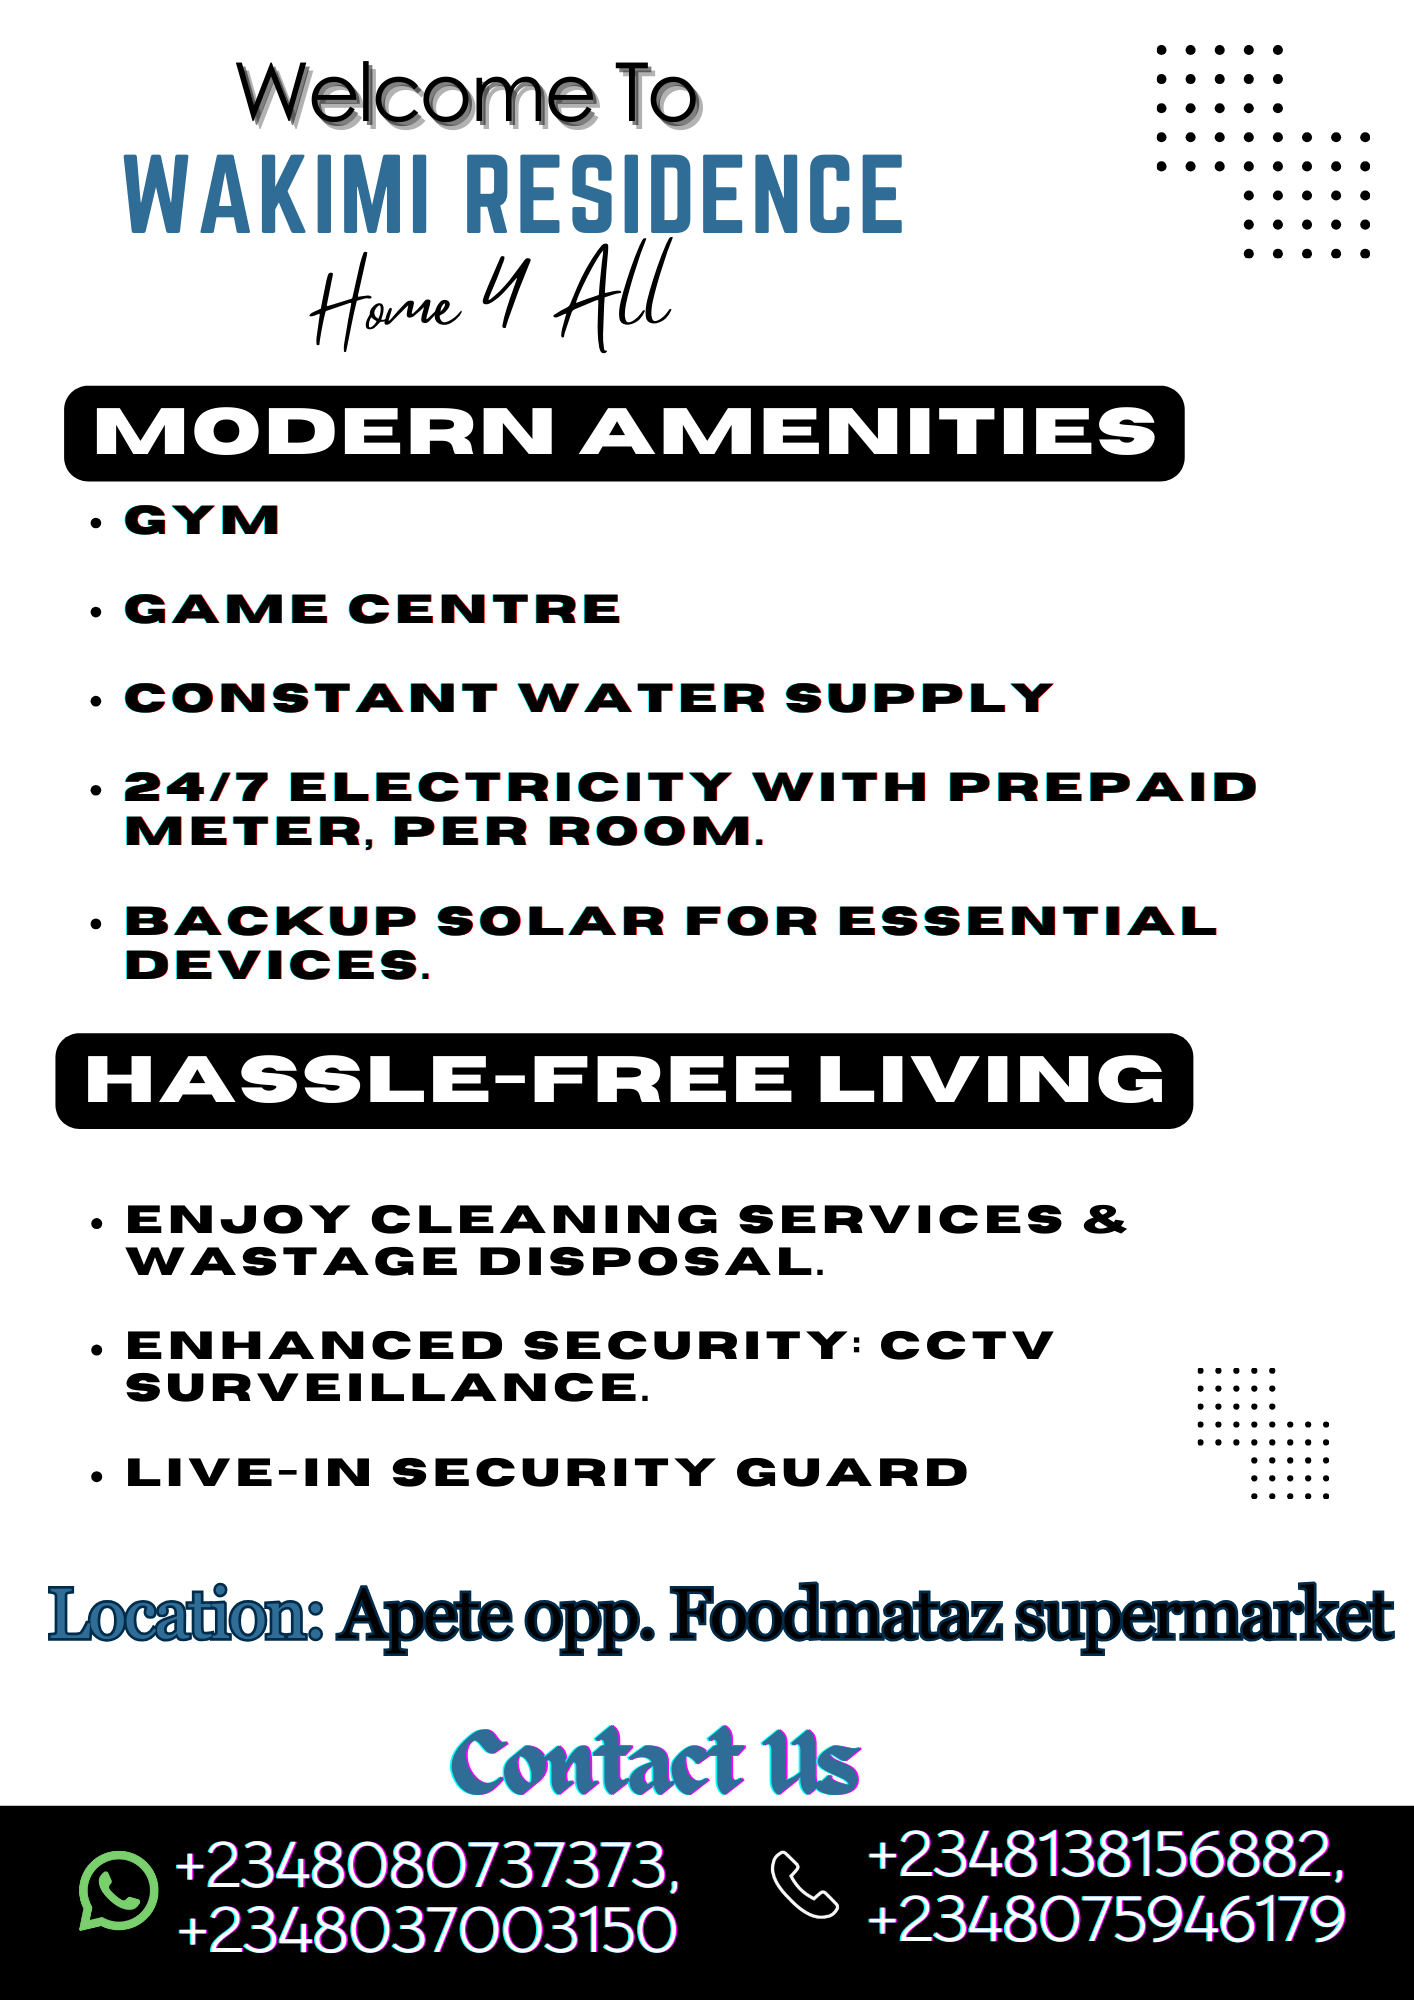 Welcome To
WAKIMI RESIDENCE
Home 4 All
MODERN AMENITIES
• GYM
• GAME CENTRE
• CONSTANT WATER SUPPLY
• 24/7 ELECTRICITY WITH PREPAID
METER, PER ROOM.
• BACKUP SOLAR FOR ESSENTIAL
DEVICES.
HASSLE-FREE LIVING
• ENJOY CLEANING SERVICES &
WASTAGE DISPOSAL.
• ENHANCED SECURITY: CCTV
SURVEILLANCE.
• LIVE-IN SECURITY GUARD
Location: Apete opp. Foodmataz supermarket
Contact Us
+2348080737373,
+2348037003150
+2348138156882,
+2348075946179